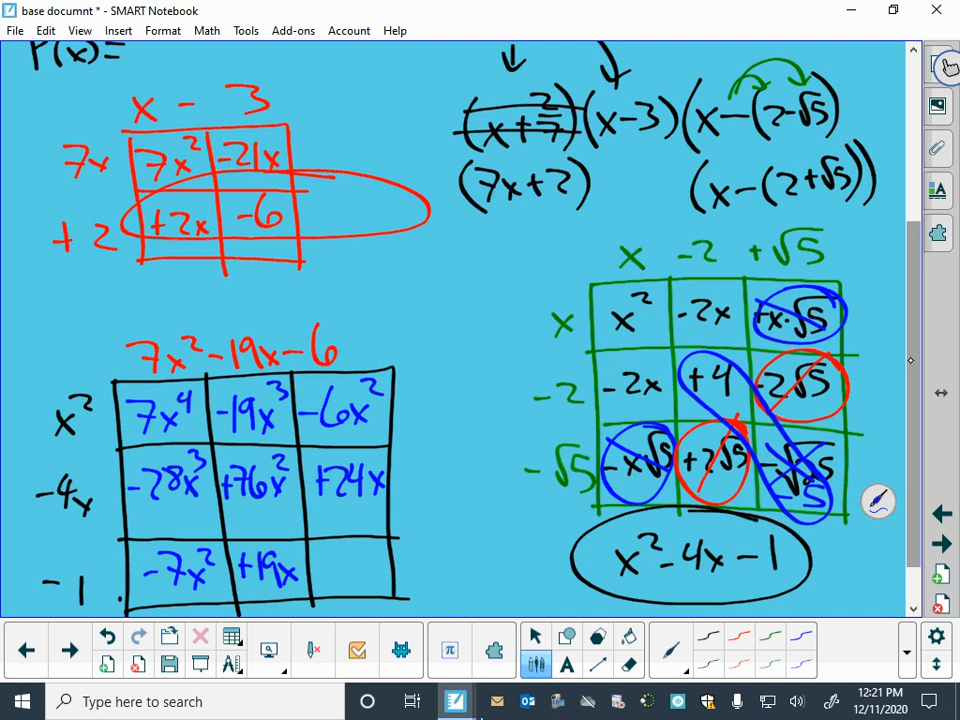 base documnt * - SMART Notebook
File Edit View Insert Format Math Tools Add-ons Account Help
P(x)=
x - 3
7x 7x² -21x
+2 +2x -6
(x + 2/7)(x-3)(x-(2-√5)
(7x+2) (x-(2+√5))
x -2 +√5
x x² -2x +x·√5
-2 -2x +4 -2√5
-√5 -x√5 +2√5 -5
x²-4x-1
7x²-19x-6
x² 7x⁴ -19x³ -6x²
-4x -28x³ +76x² +24x
-1 -7x² +19x
A
π
A
Type here to search
12:21 PM
12/11/2020